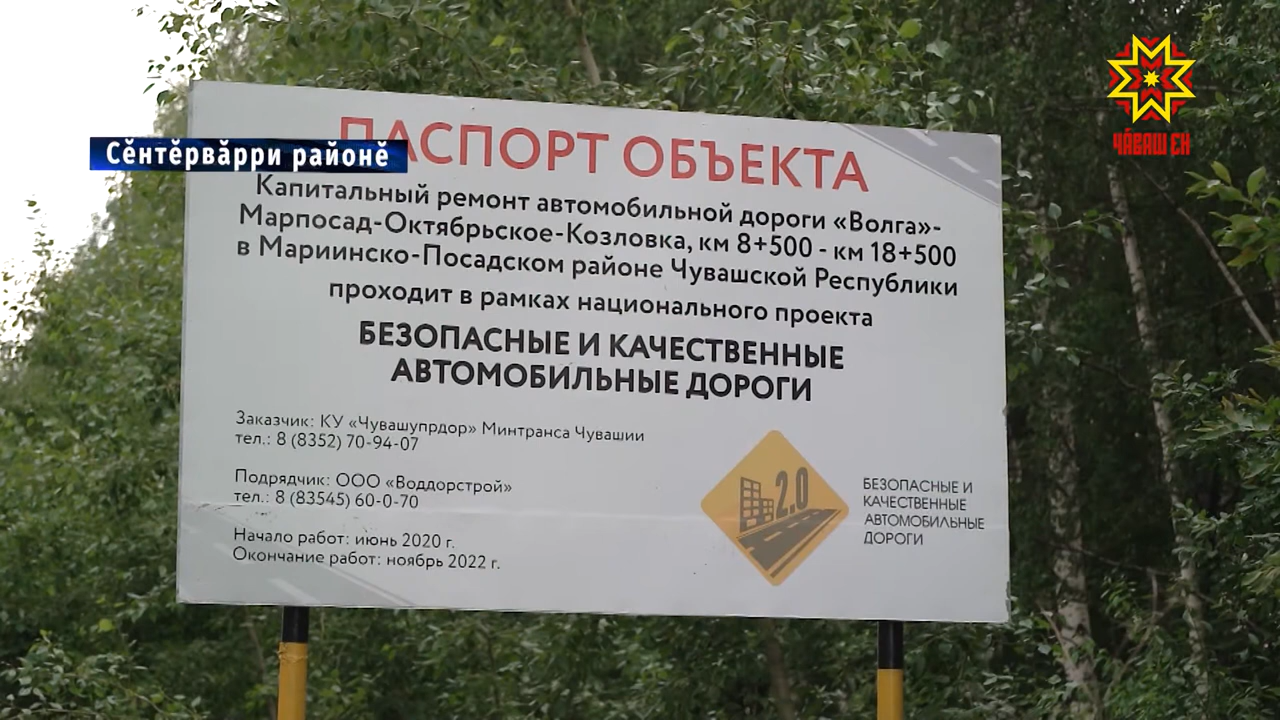 ЧӐВАШ ЕН
Сӗнтӗрвӑрри районӗ
ПАСПОРТ ОБЪЕКТА
Капитальный ремонт автомобильной дороги «Волга»-
Марпосад-Октябрьское-Козловка, км 8+500 - км 18+500
в Мариинско-Посадском районе Чувашской Республики
проходит в рамках национального проекта
БЕЗОПАСНЫЕ И КАЧЕСТВЕННЫЕ
АВТОМОБИЛЬНЫЕ ДОРОГИ
Заказчик: КУ «Чувашупрдор» Минтранса Чувашии
тел.: 8 (8352) 70-94-07
Подрядчик: ООО «Воддорстрой»
тел.: 8 (83545) 60-0-70
Начало работ: июнь 2020 г.
Окончание работ: ноябрь 2022 г.
2.0
БЕЗОПАСНЫЕ И
КАЧЕСТВЕННЫЕ
АВТОМОБИЛЬНЫЕ
ДОРОГИ